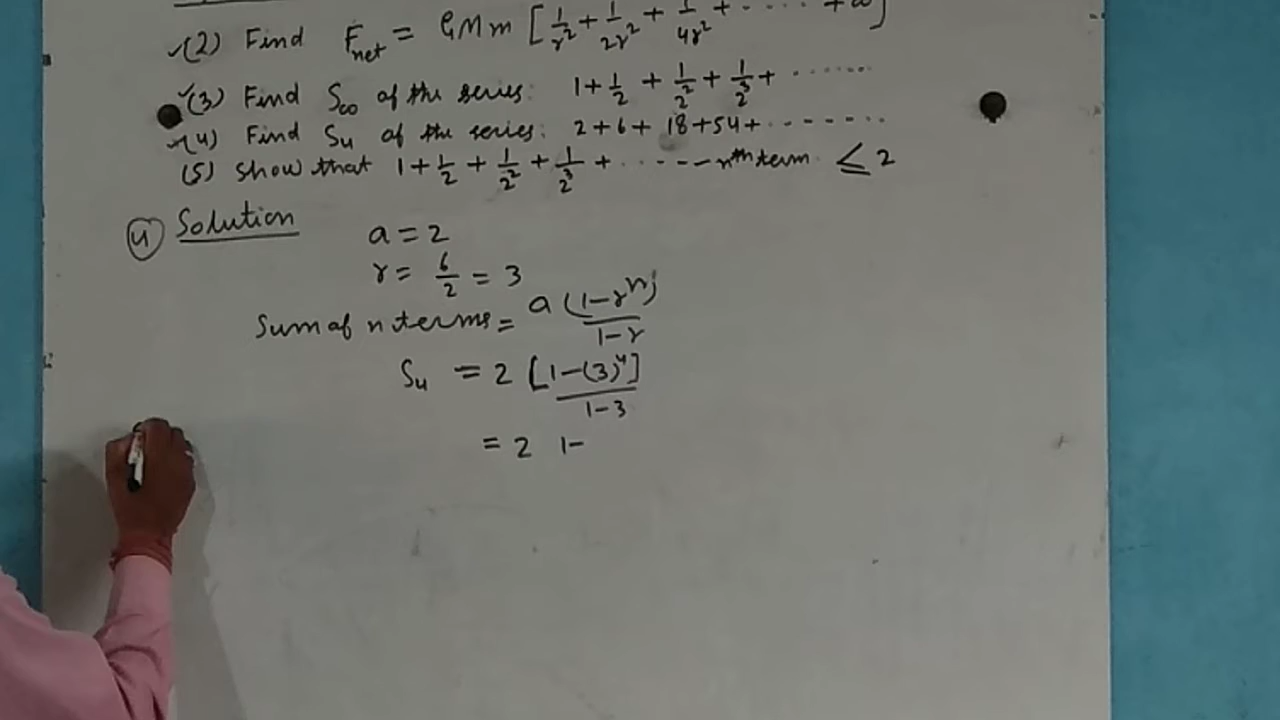 (2) Find Fnet = GMm [1/r² + 1/2r² + 1/4r² + ..... + ∞]
(3) Find S∞ of the series: 1 + 1/2 + 1/2² + 1/2³ + .......
(4) Find S4 of the series: 2+6+18+54+........
(5) Show that 1 + 1/2 + 1/2² + 1/2³ + ....... nth term ≤ 2
(4) Solution
a = 2
r = 6/2 = 3
Sum of n terms = a(1-rⁿ)/1-r
S4 = 2 [1-(3)⁴]/1-3
= 2 1-